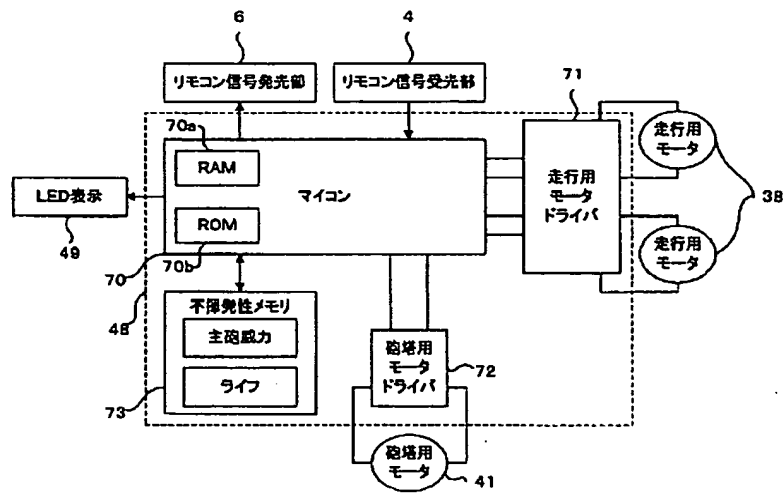 6
4
リモコン信号発光部
リモコン信号受光部
71
70a
RAM
マイコン
走行用
モータ
ドライバ
走行用
モータ
LED表示
38
49
ROM
走行用
モータ
70
70b
48
不揮発性メモリ
主砲威力
砲塔用
モータ
ドライバ
72
ライフ
73
砲塔用
モータ
41